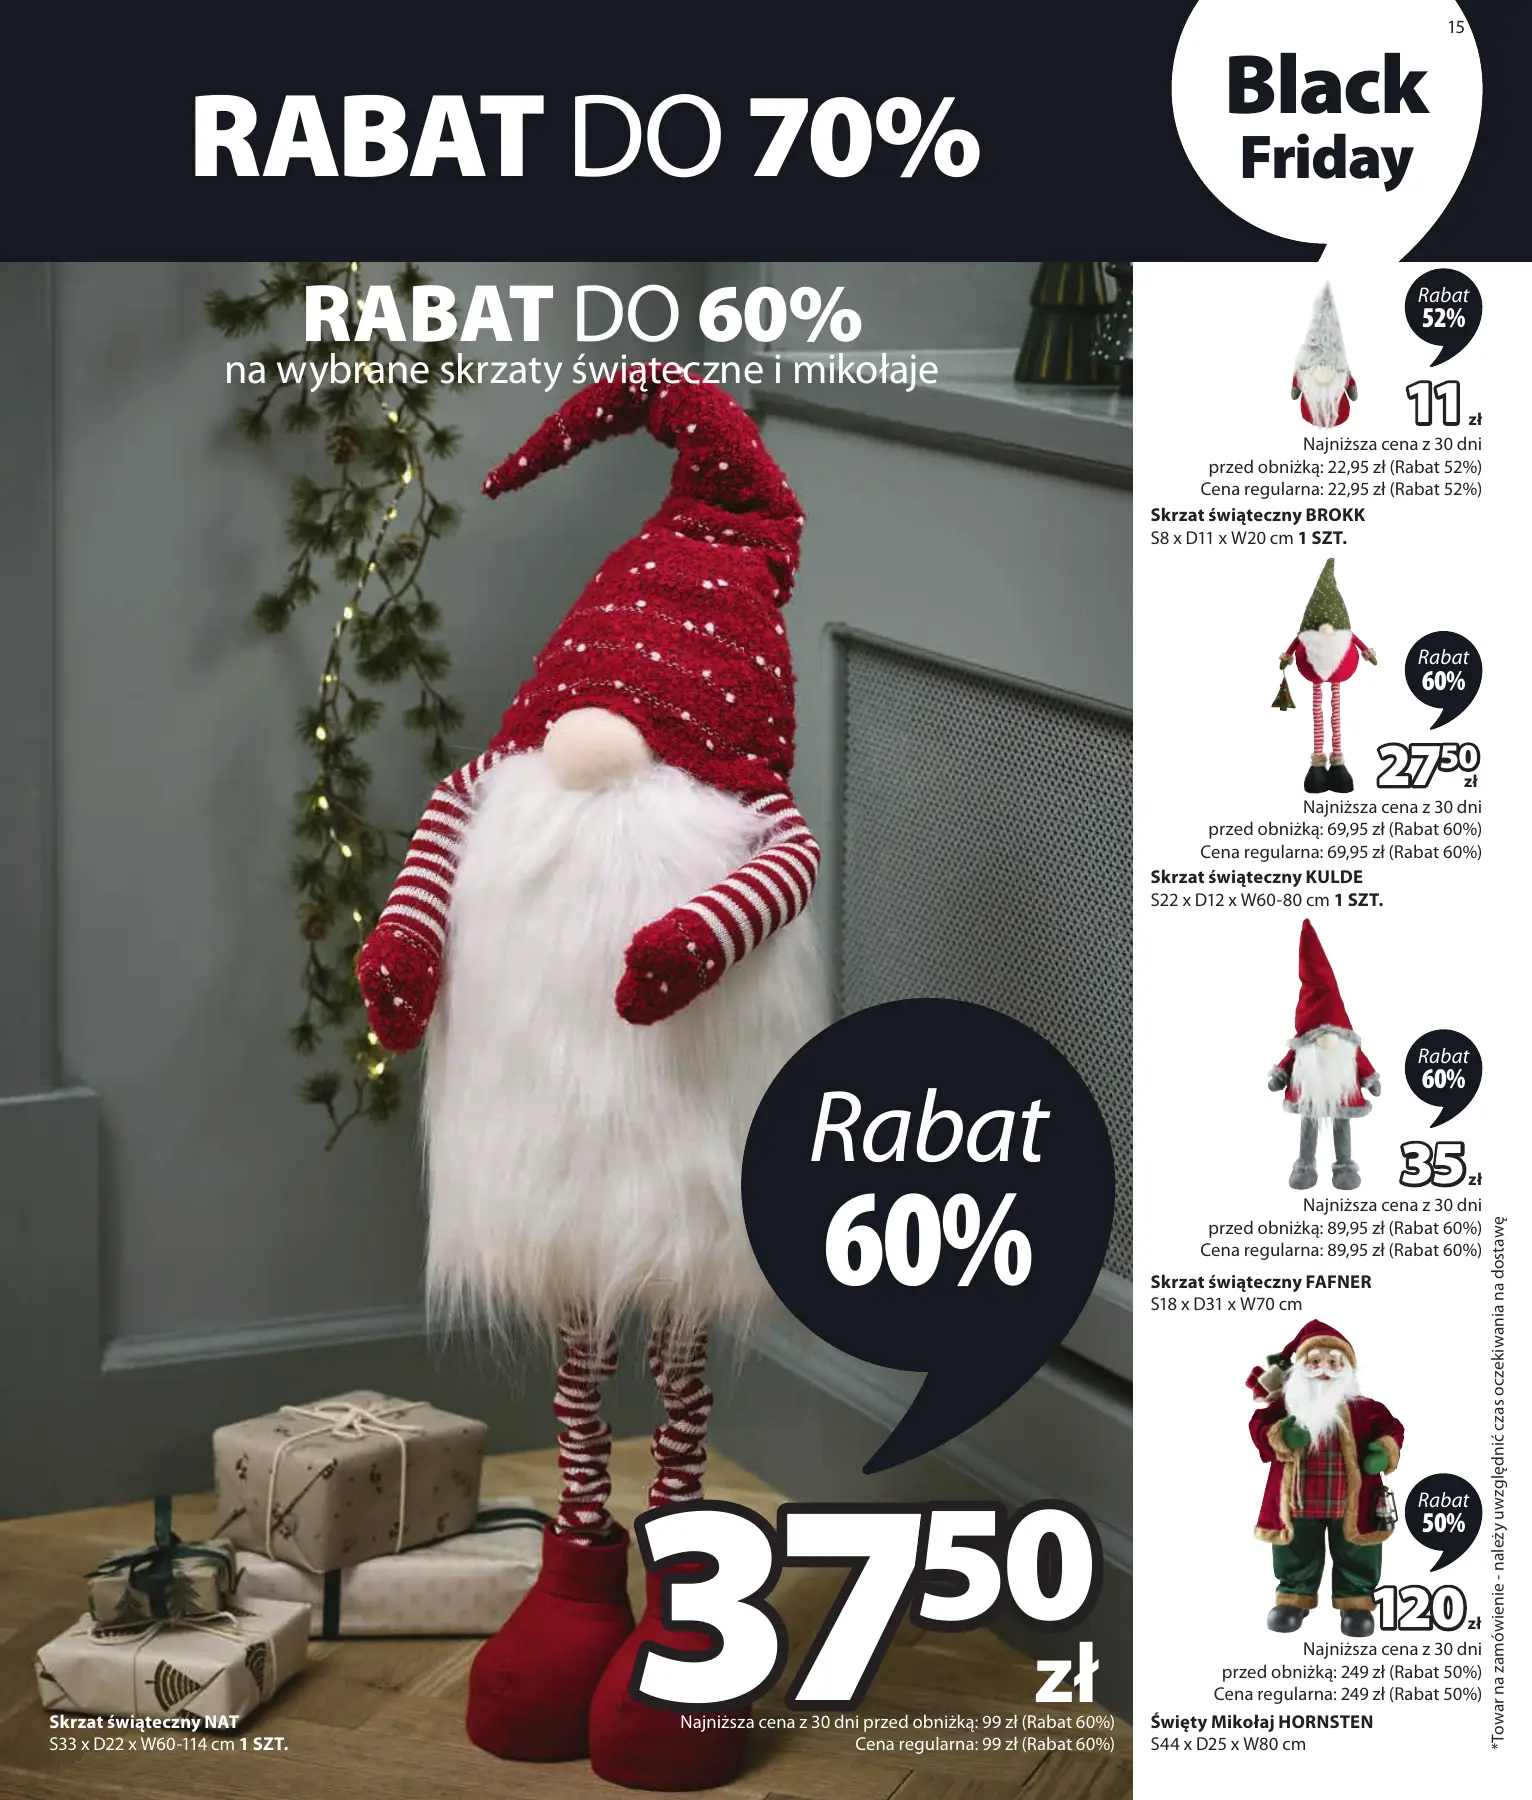 15
Black
Friday
RABAT DO 70%
RABAT DO 60%
na wybrane skrzaty świąteczne i mikołaje
Rabat
60%
3750
zł
Skrzat świąteczny NAT
S33 x D22 x W60-114 cm 1 SZT.
Najniższa cena z 30 dni przed obniżką: 99 zł (Rabat 60%)
Cena regularna: 99 zł (Rabat 60%)
Rabat
52%
11 zł
Najniższa cena z 30 dni
przed obniżką: 22,95 zł (Rabat 52%)
Cena regularna: 22,95 zł (Rabat 52%)
Skrzat świąteczny BROKK
S8 x D11 x W20 cm 1 SZT.
Rabat
60%
2750
zł
Najniższa cena z 30 dni
przed obniżką: 69,95 zł (Rabat 60%)
Cena regularna: 69,95 zł (Rabat 60%)
Skrzat świąteczny KULDE
S22 x D12 x W60-80 cm 1 SZT.
Rabat
60%
35 zł
Najniższa cena z 30 dni
przed obniżką: 89,95 zł (Rabat 60%)
Cena regularna: 89,95 zł (Rabat 60%)
Skrzat świąteczny FAFNER
S18 x D31 x W70 cm
Rabat
50%
120 zł
Najniższa cena z 30 dni
przed obniżką: 249 zł (Rabat 50%)
Cena regularna: 249 zł (Rabat 50%)
Święty Mikołaj HORNSTEN
S44 x D25 x W80 cm
*Towar na zamówienie - należy uwzględnić czas oczekiwania na dostawę